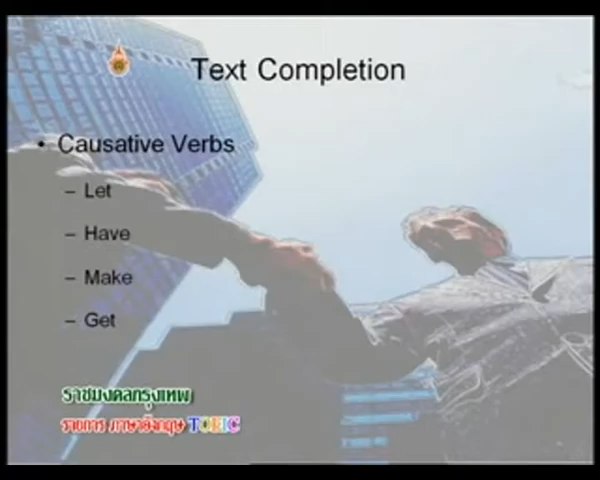 Text Completion
• Causative Verbs
– Let
– Have
– Make
– Get
ราชมงคลกรุงเทพ
รายการ ภาษาอังกฤษ TOEIC